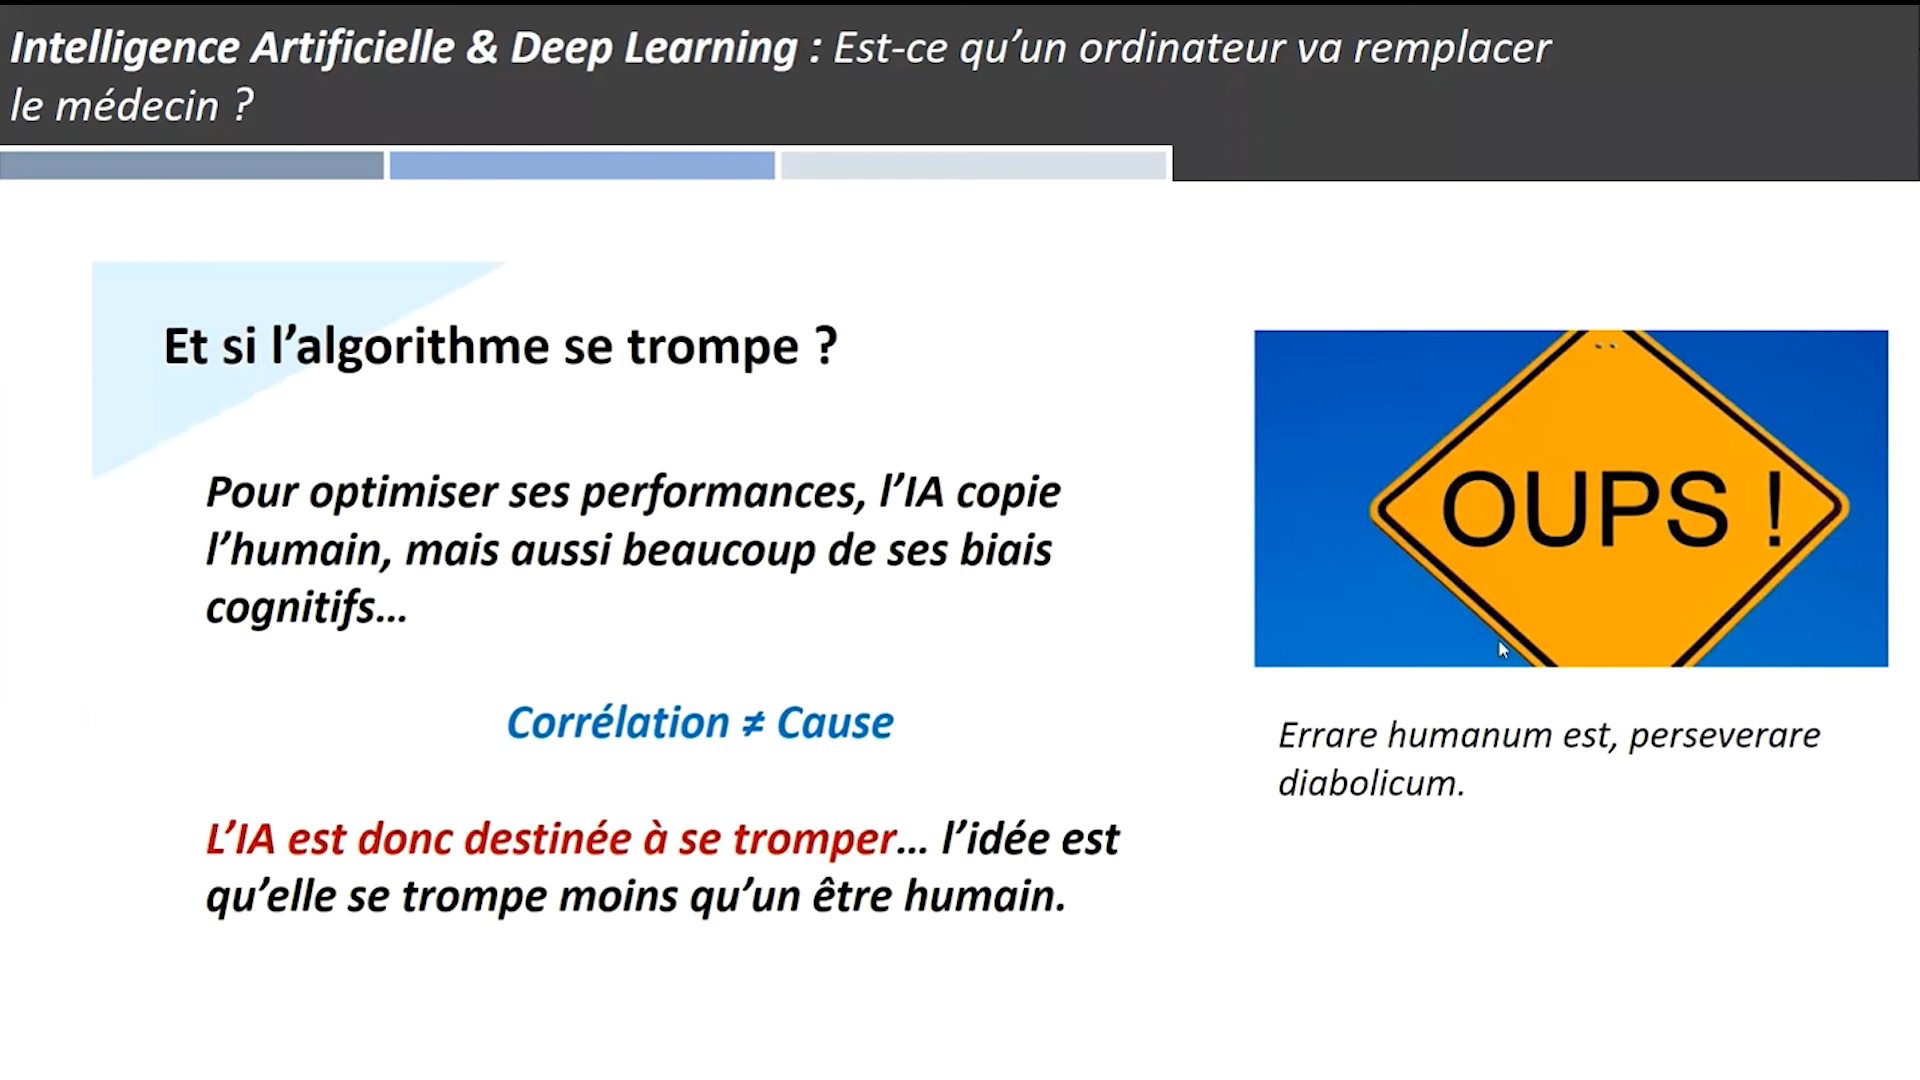 Intelligence Artificielle & Deep Learning : Est-ce qu’un ordinateur va remplacer
le médecin ?
Et si l’algorithme se trompe ?
Pour optimiser ses performances, l’IA copie
l’humain, mais aussi beaucoup de ses biais
cognitifs…
Corrélation ≠ Cause
L’IA est donc destinée à se tromper… l’idée est
qu’elle se trompe moins qu’un être humain.
OUPS !
Errare humanum est, perseverare
diabolicum.